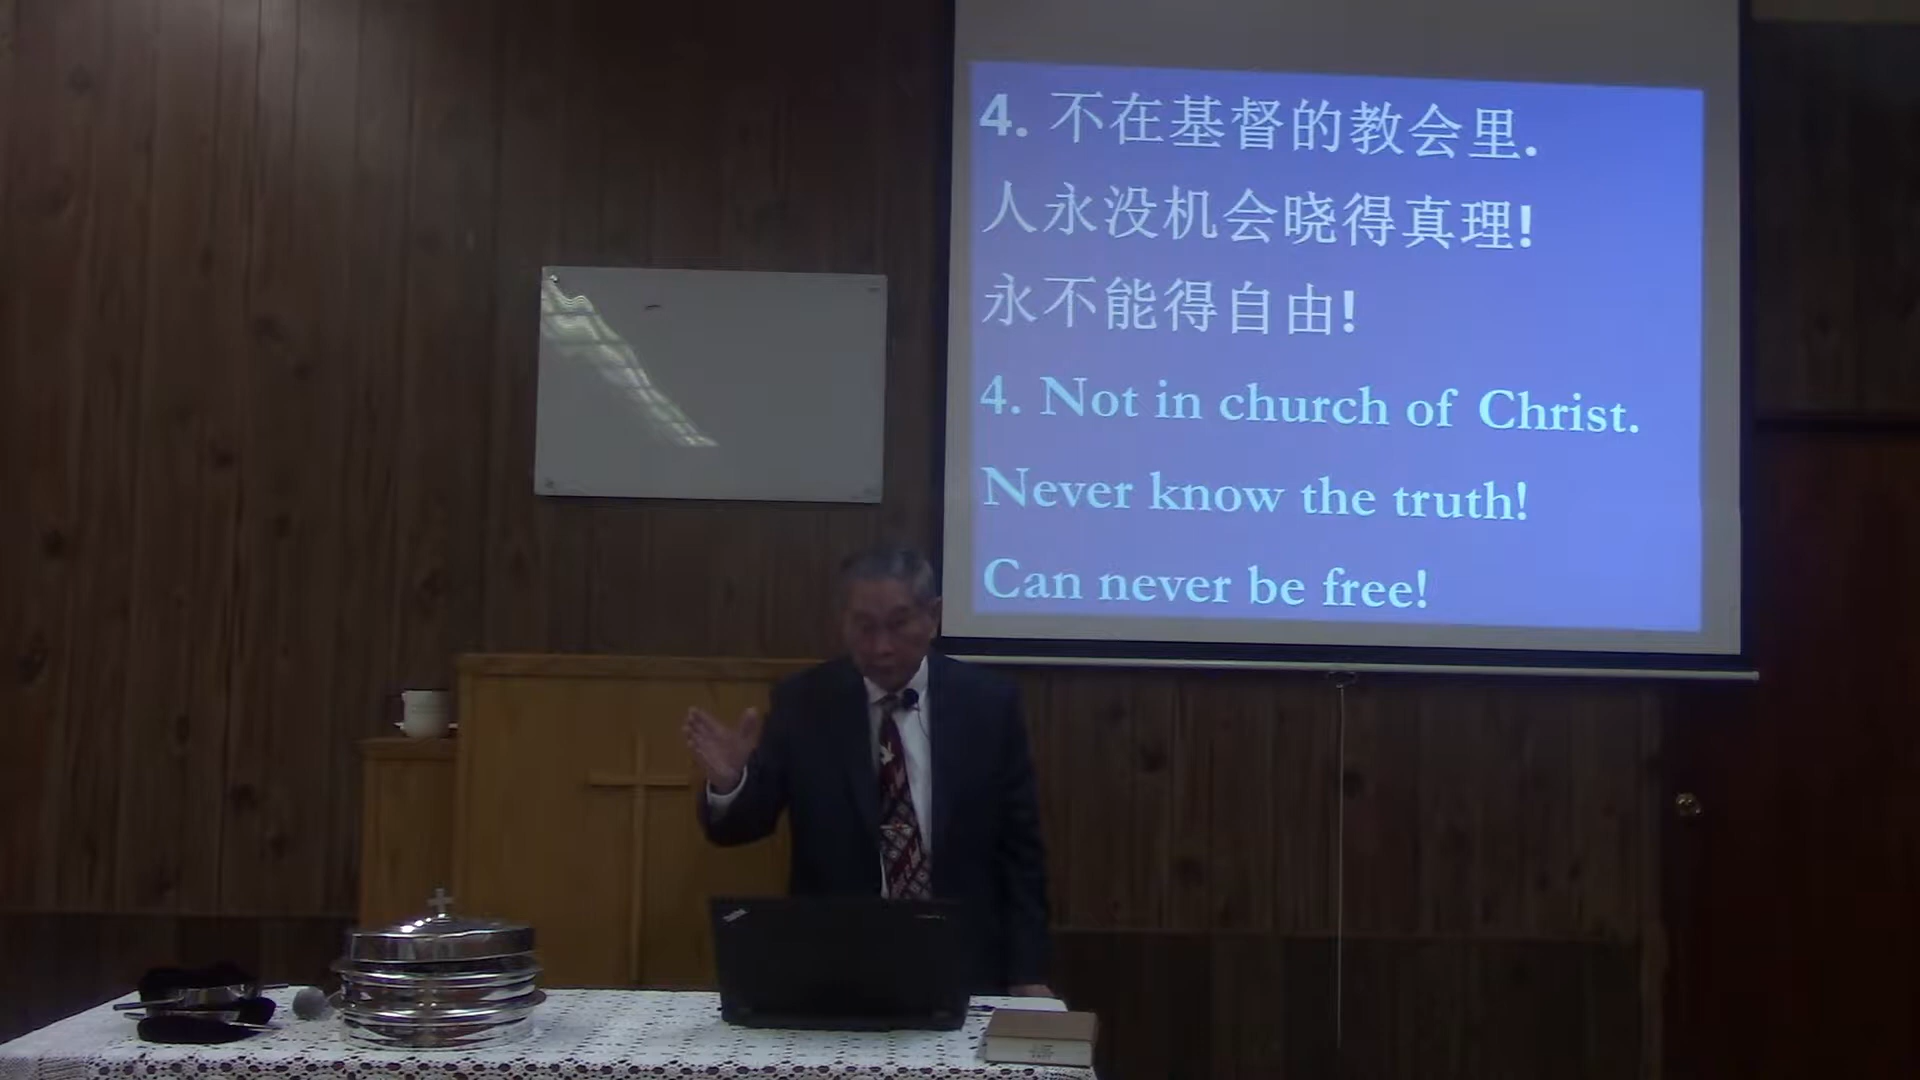 4. 不在基督的教会里.
人永没机会晓得真理!
永不能得自由!
4. Not in church of Christ.
Never know the truth!
Can never be free!